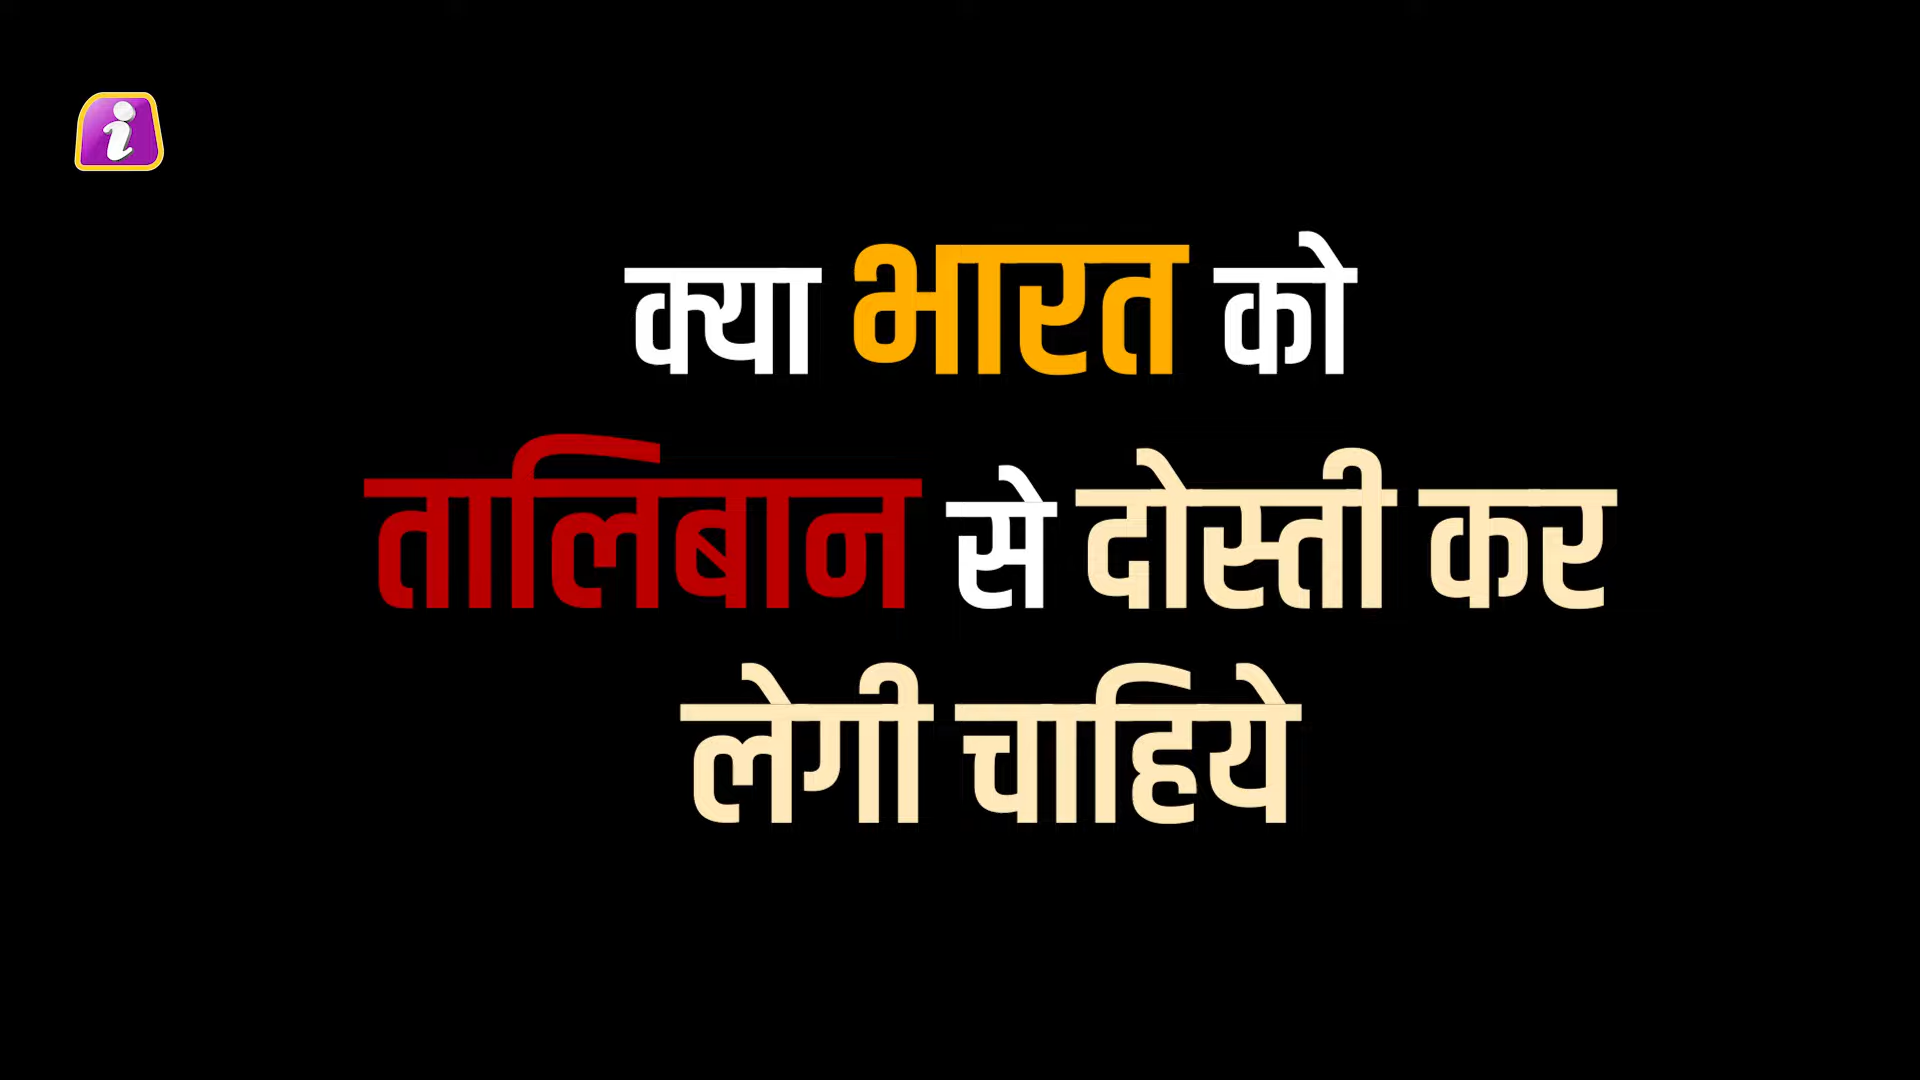 i
क्या भारत को
तालिबान से दोस्ती कर
लेगी चाहिये